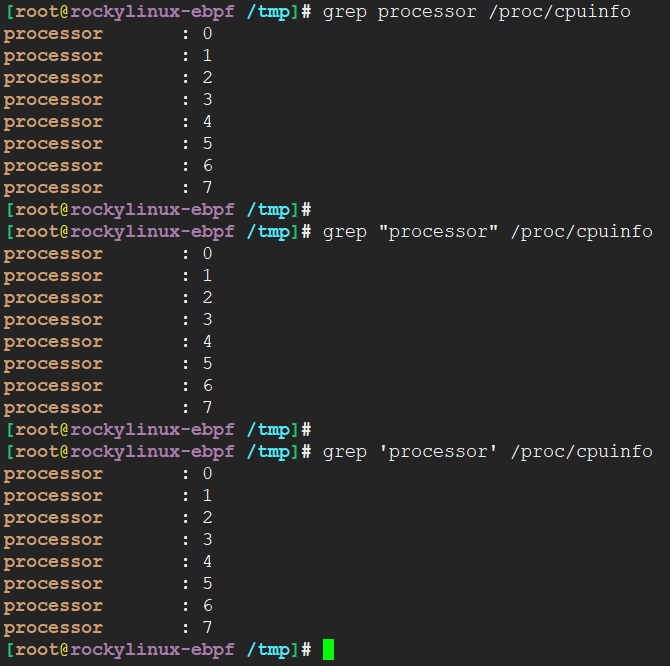 [root@rockylinux-ebpf /tmp]# grep processor /proc/cpuinfo
processor       : 0
processor       : 1
processor       : 2
processor       : 3
processor       : 4
processor       : 5
processor       : 6
processor       : 7
[root@rockylinux-ebpf /tmp]#
[root@rockylinux-ebpf /tmp]# grep "processor" /proc/cpuinfo
processor       : 0
processor       : 1
processor       : 2
processor       : 3
processor       : 4
processor       : 5
processor       : 6
processor       : 7
[root@rockylinux-ebpf /tmp]#
[root@rockylinux-ebpf /tmp]# grep 'processor' /proc/cpuinfo
processor       : 0
processor       : 1
processor       : 2
processor       : 3
processor       : 4
processor       : 5
processor       : 6
processor       : 7
[root@rockylinux-ebpf /tmp]#